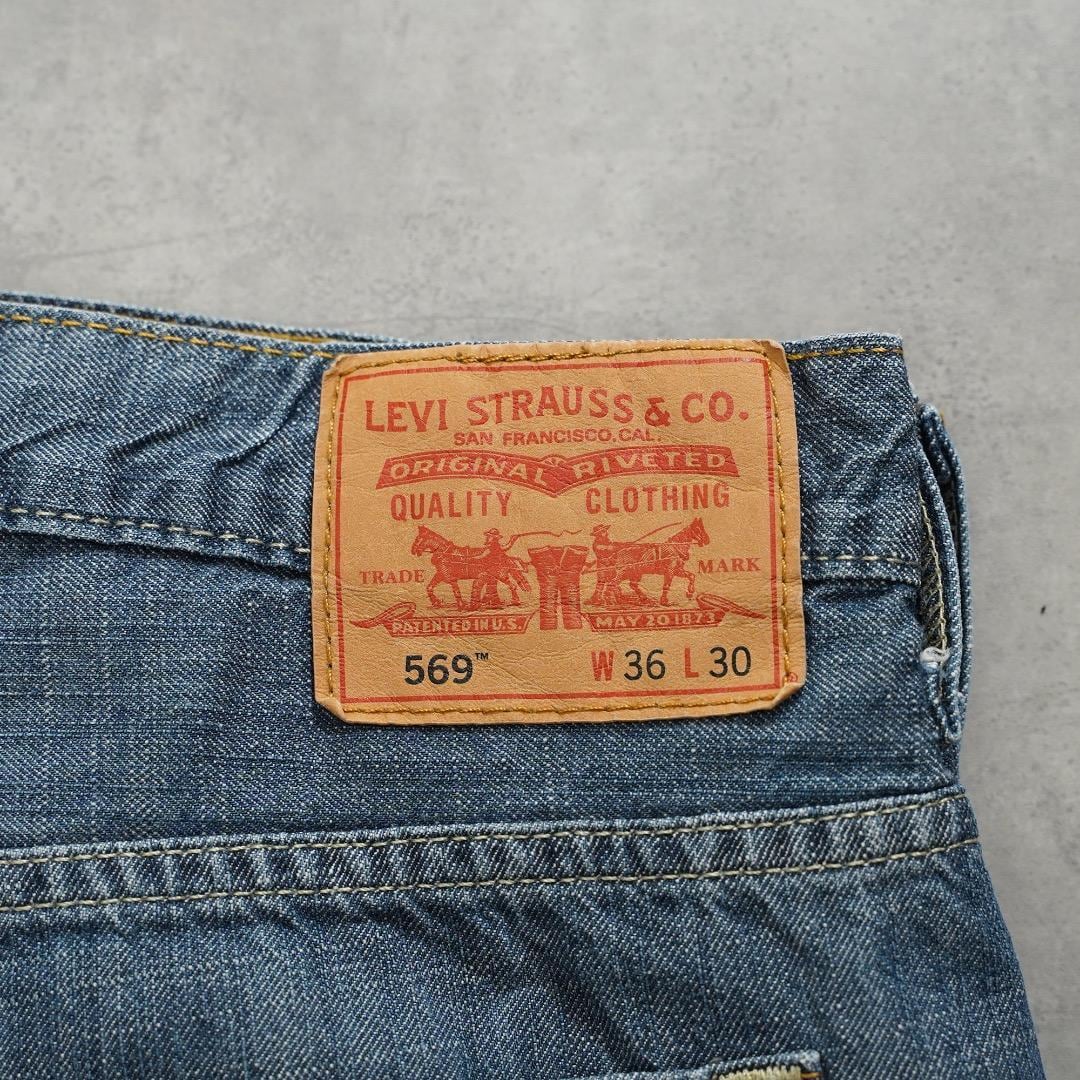 LEVI STRAUSS & CO.
SAN FRANCISCO, CAL.
ORIGINAL RIVETED
QUALITY CLOTHING
TRADE MARK
PATENTED IN U.S. MAY 20 1873
569™ W 36 L 30
®